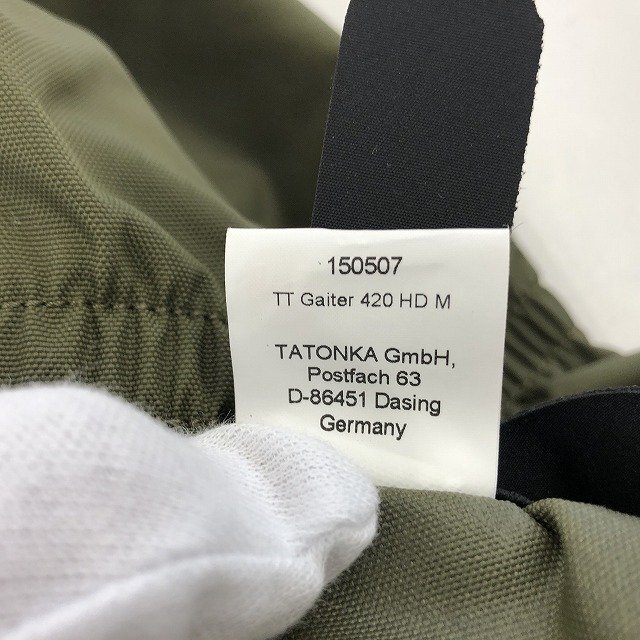 150507
TT Gaiter 420 HD M
TATONKA GmbH,
Postfach 63
D-86451 Dasing
Germany